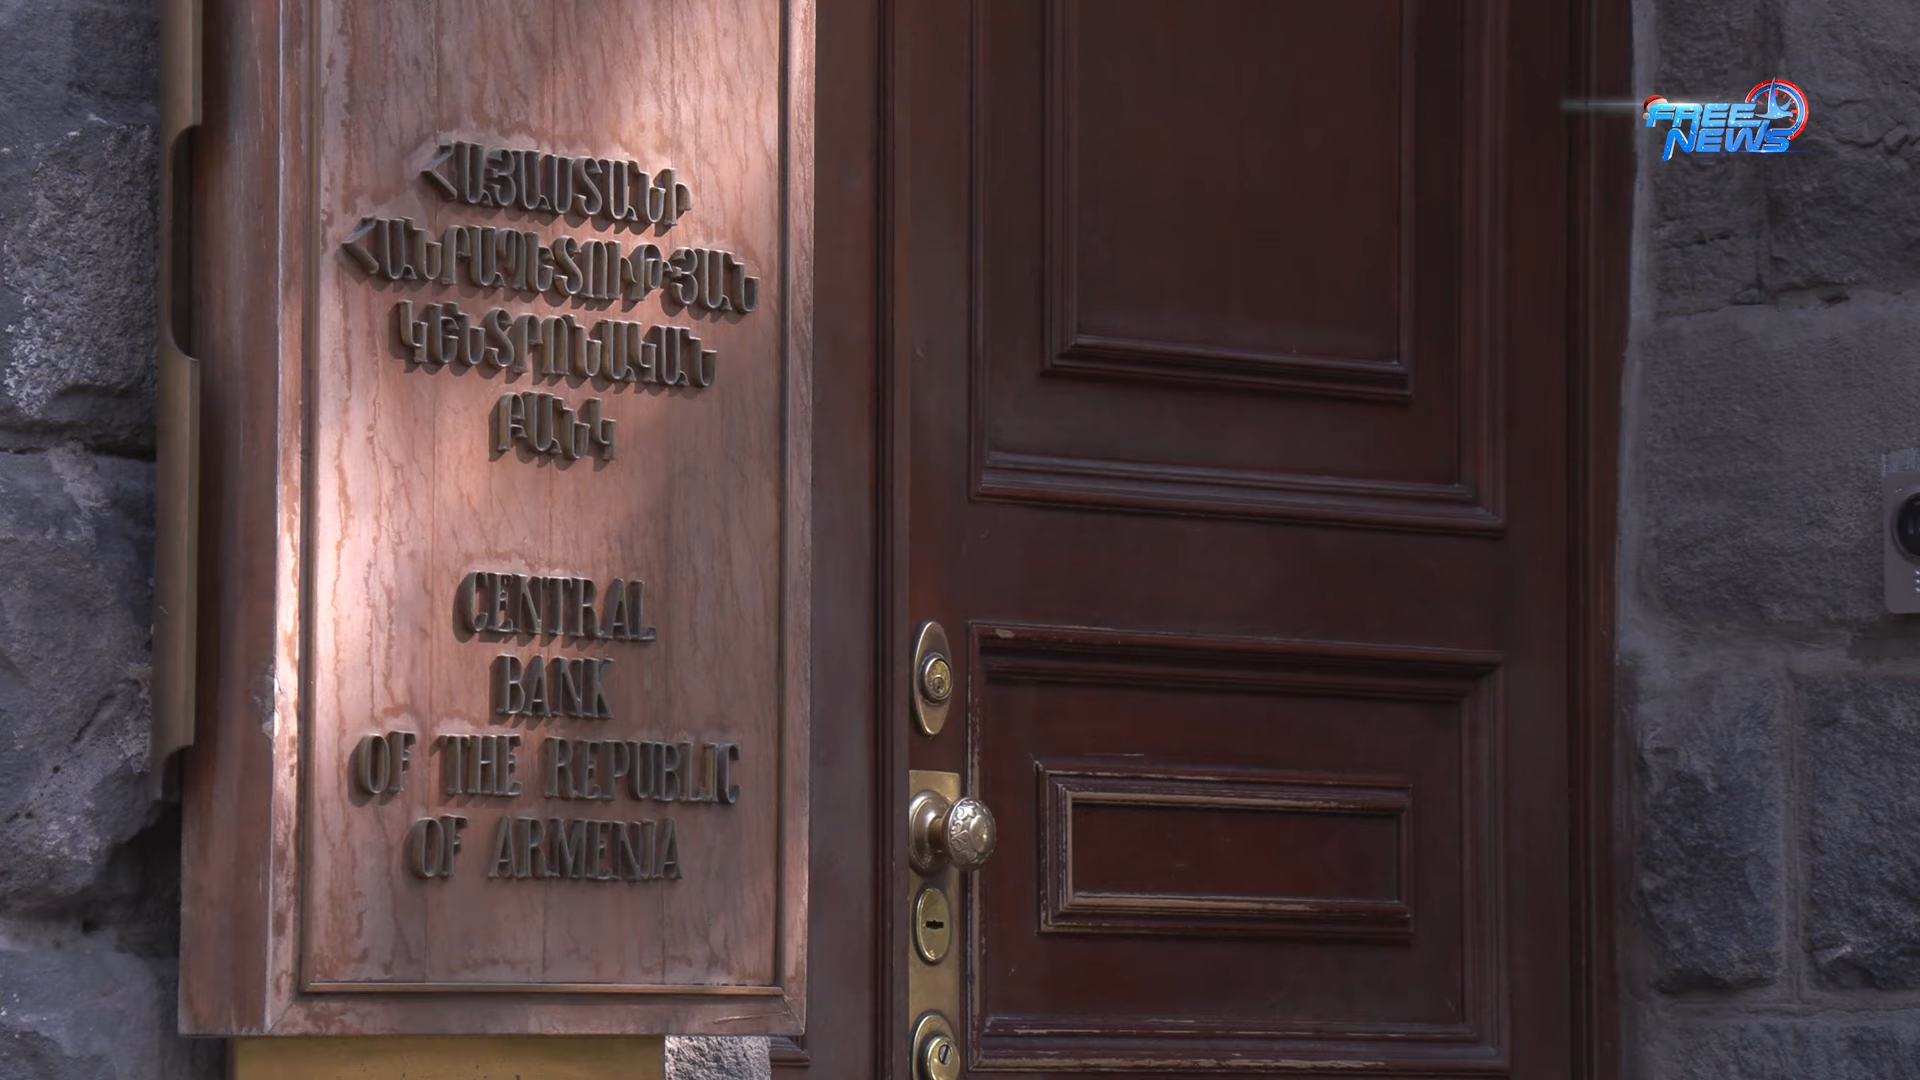 ՀԱՅԱՍՏԱՆԻ
ՀԱՆՐԱՊԵՏՈՒԹՅԱՆ
ԿԵՆՏՐՈՆԱԿԱՆ
ԲԱՆԿ
CENTRAL
BANK
OF THE REPUBLIC
OF ARMENIA
FREE
NEWS